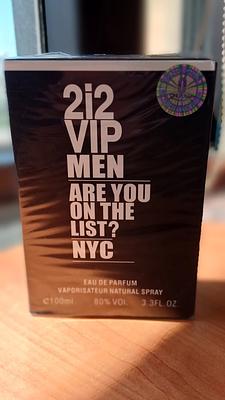 2i2
VIP
MEN
ARE YOU
ON THE
LIST?
NYC
EAU DE PARFUM
VAPORISATEUR NATURAL SPRAY
℮100ml 80% VOL. 3.3FL.OZ.